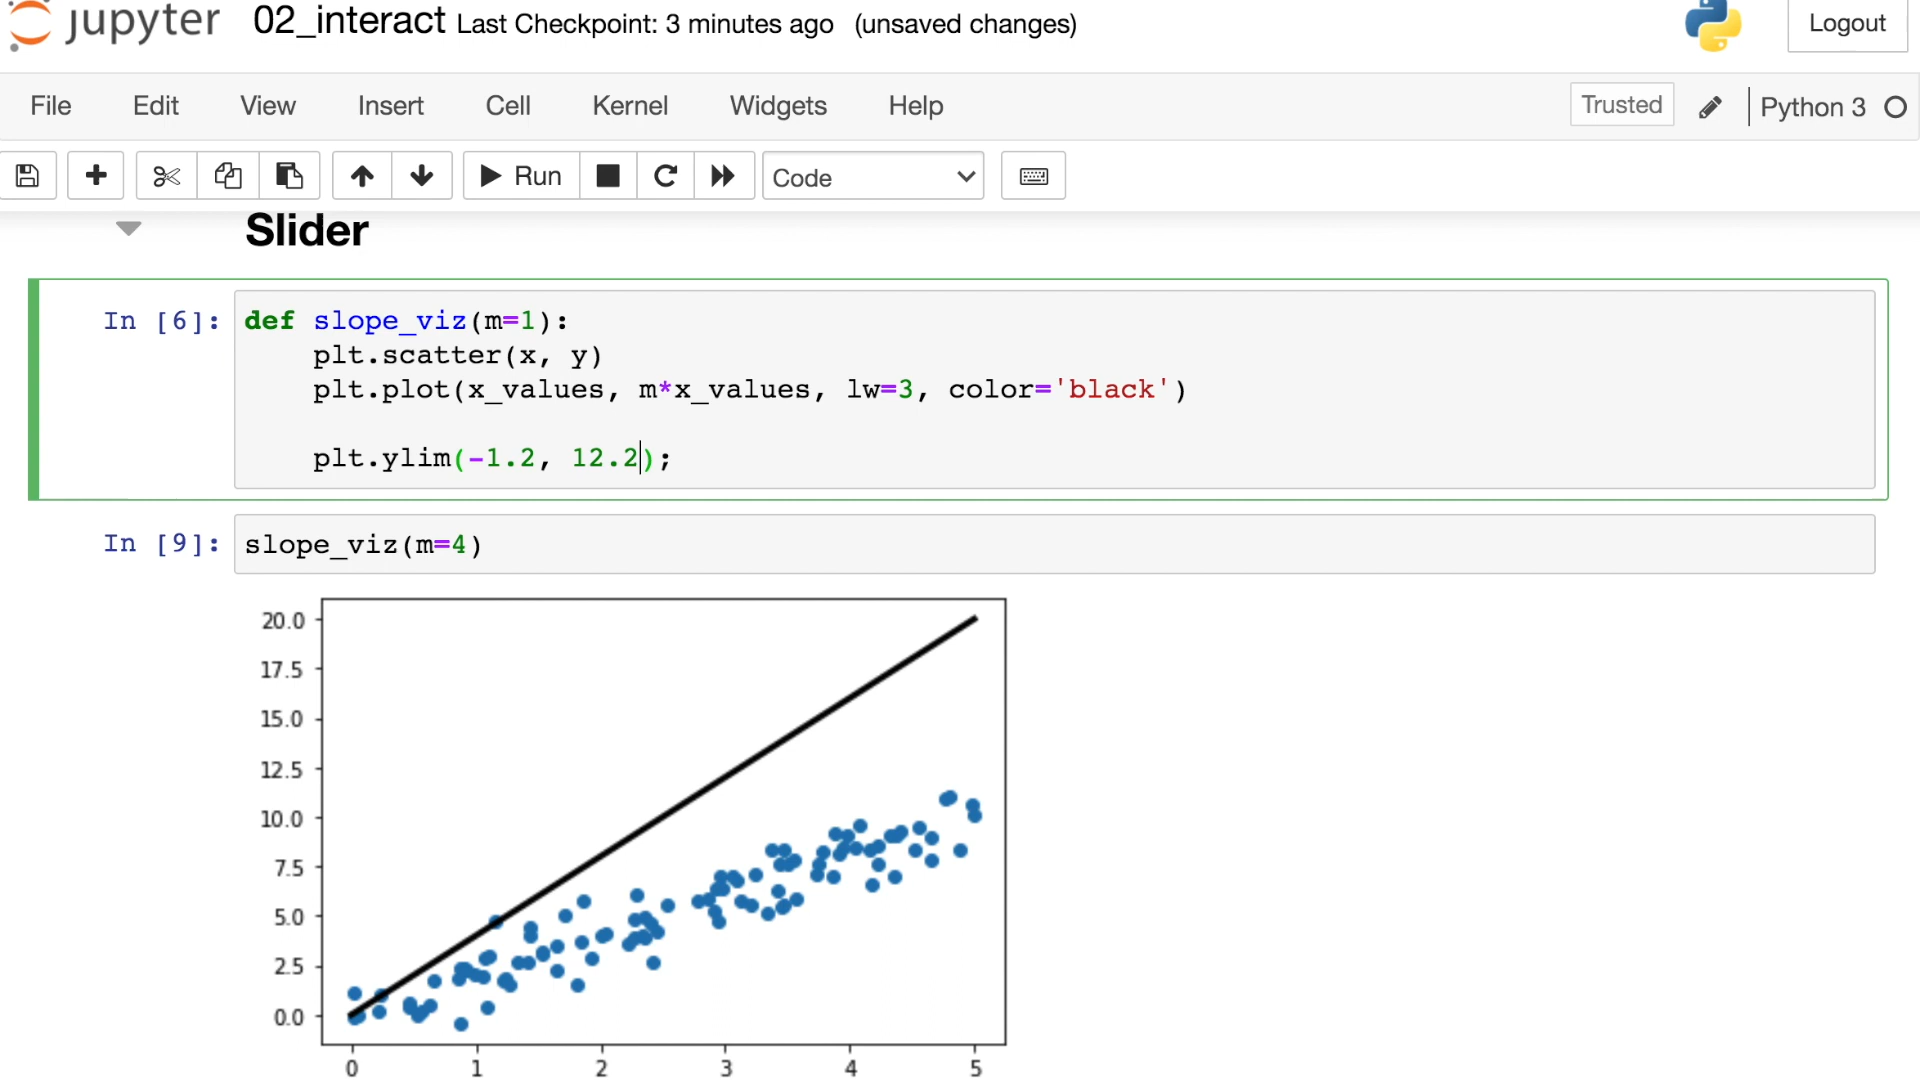 jupyter 02_interact Last Checkpoint: 3 minutes ago (unsaved changes) Logout
File Edit View Insert Cell Kernel Widgets Help Trusted Python 3
Run Code
Slider
In [6]: def slope_viz(m=1):
plt.scatter(x, y)
plt.plot(x_values, m*x_values, lw=3, color='black')
plt.ylim(-1.2, 12.2);
In [9]: slope_viz(m=4)
20.0
17.5
15.0
12.5
10.0
7.5
5.0
2.5
0.0
0 1 2 3 4 5